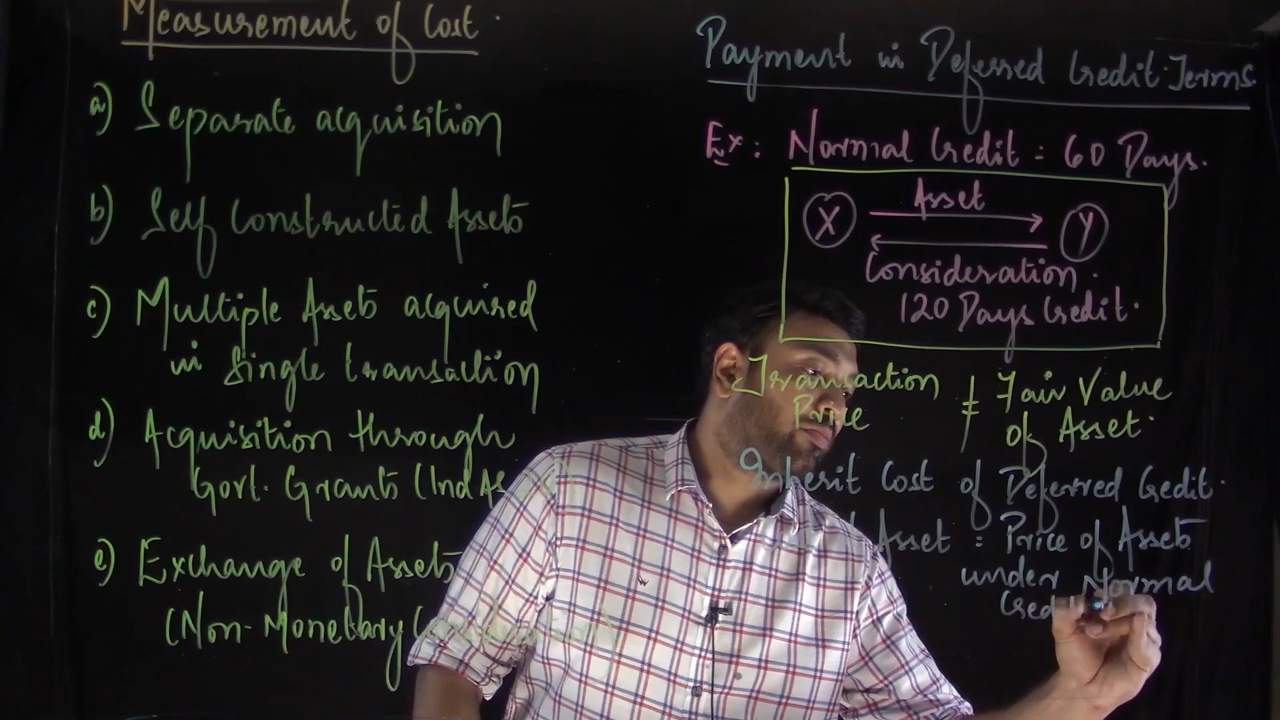 Measurement of Cost.
a) Separate acquisition
b) Self Constructed Assets
c) Multiple Assets acquired
in Single transaction
d) Acquisition through
Govt. Grants (Ind AS
e) Exchange of Assets
(Non-Monetary Consideration)
Payment in Deferred Credit Terms.
Ex: Normal Credit = 60 Days.
X Asset Y
Consideration.
120 Days Credit.
Transaction ≠ Fair Value
Price of Asset.
Inherit Cost of Deferred Credit.
Asset = Price of Asset
under Normal